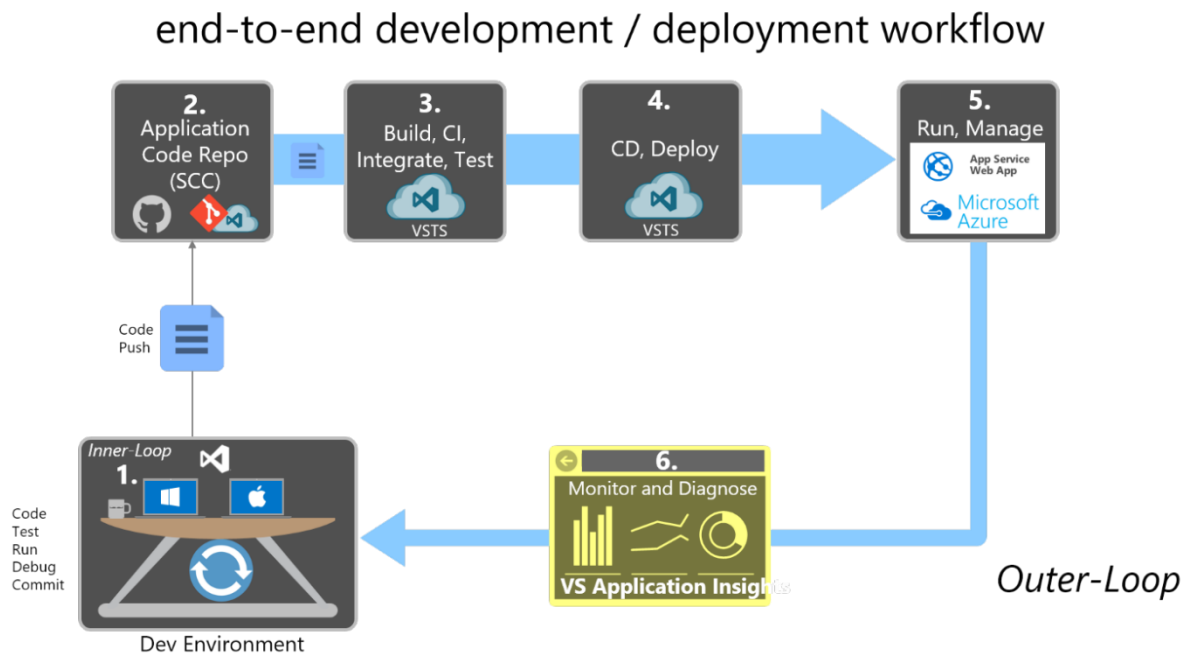 end-to-end development / deployment workflow
2.
Application
Code Repo
(SCC)
3.
Build, CI,
Integrate, Test
VSTS
4.
CD, Deploy
VSTS
5.
Run, Manage
App Service
Web App
Microsoft
Azure
Code
Push
Inner-Loop
1.
Code
Test
Run
Debug
Commit
Dev Environment
6.
Monitor and Diagnose
VS Application Insights
Outer-Loop